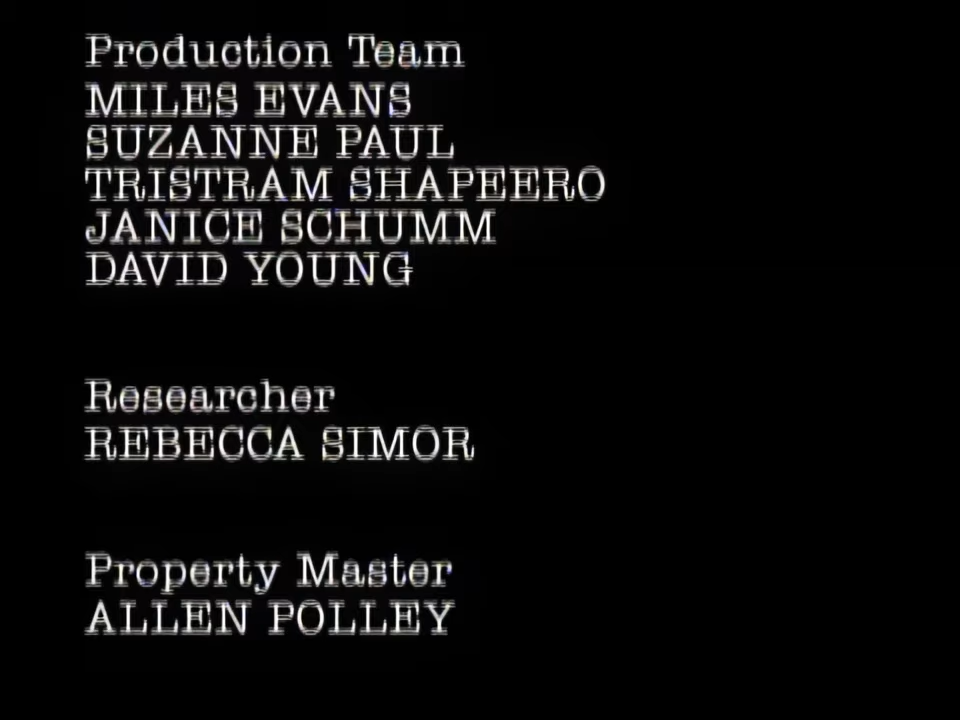 Production Team
MILES EVANS
SUZANNE PAUL
TRISTRAM SHAPEERO
JANICE SCHUMM
DAVID YOUNG
Researcher
REBECCA SIMOR
Property Master
ALLEN POLLEY